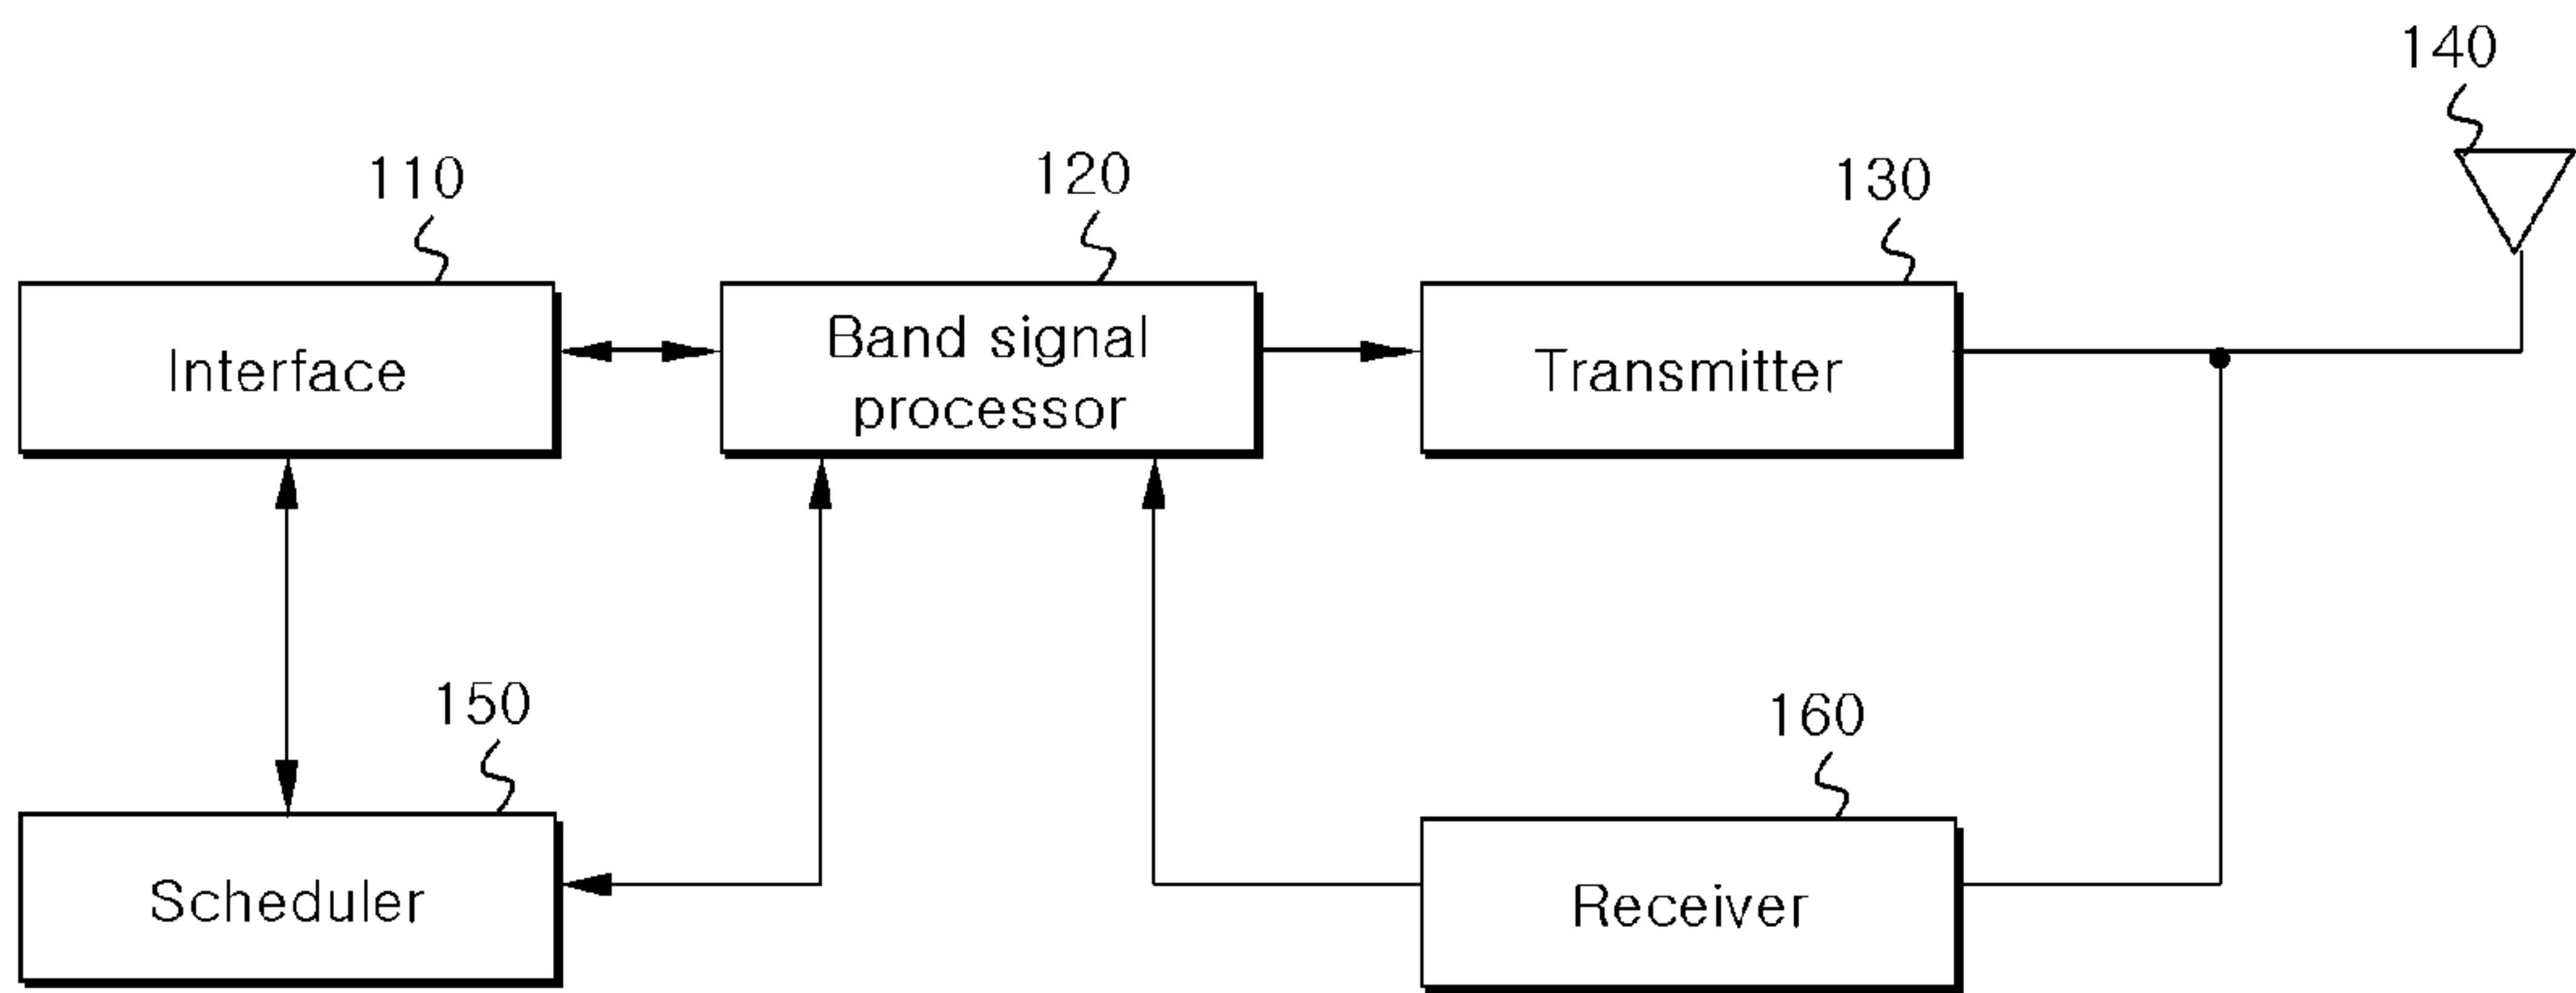 140
110
120
130
Interface
Band signal
processor
Transmitter
150
160
Scheduler
Receiver